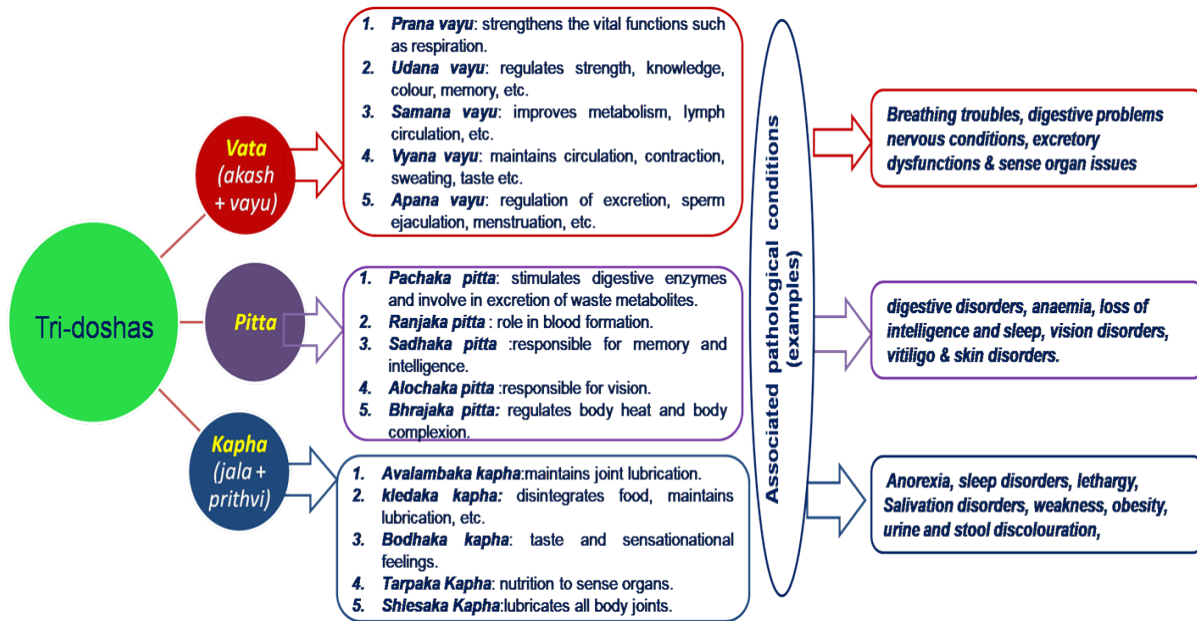 Tri-doshas
Vata
(akash
+ vayu)
1. Prana vayu: strengthens the vital functions such
as respiration.
2. Udana vayu: regulates strength, knowledge,
colour, memory, etc.
3. Samana vayu: improves metabolism, lymph
circulation, etc.
4. Vyana vayu: maintains circulation, contraction,
sweating, taste etc.
5. Apana vayu: regulation of excretion, sperm
ejaculation, menstruation, etc.
Pitta
1. Pachaka pitta: stimulates digestive enzymes
and involve in excretion of waste metabolites.
2. Ranjaka pitta : role in blood formation.
3. Sadhaka pitta :responsible for memory and
intelligence.
4. Alochaka pitta :responsible for vision.
5. Bhrajaka pitta: regulates body heat and body
complexion.
Kapha
(jala +
prithvi)
1. Avalambaka kapha:maintains joint lubrication.
2. kledaka kapha: disintegrates food, maintains
lubrication, etc.
3. Bodhaka kapha: taste and sensationational
feelings.
4. Tarpaka Kapha: nutrition to sense organs.
5. Shlesaka Kapha:lubricates all body joints.
Associated pathological conditions
(examples)
Breathing troubles, digestive problems
nervous conditions, excretory
dysfunctions & sense organ issues
digestive disorders, anaemia, loss of
intelligence and sleep, vision disorders,
vitiligo & skin disorders.
Anorexia, sleep disorders, lethargy,
Salivation disorders, weakness, obesity,
urine and stool discolouration,